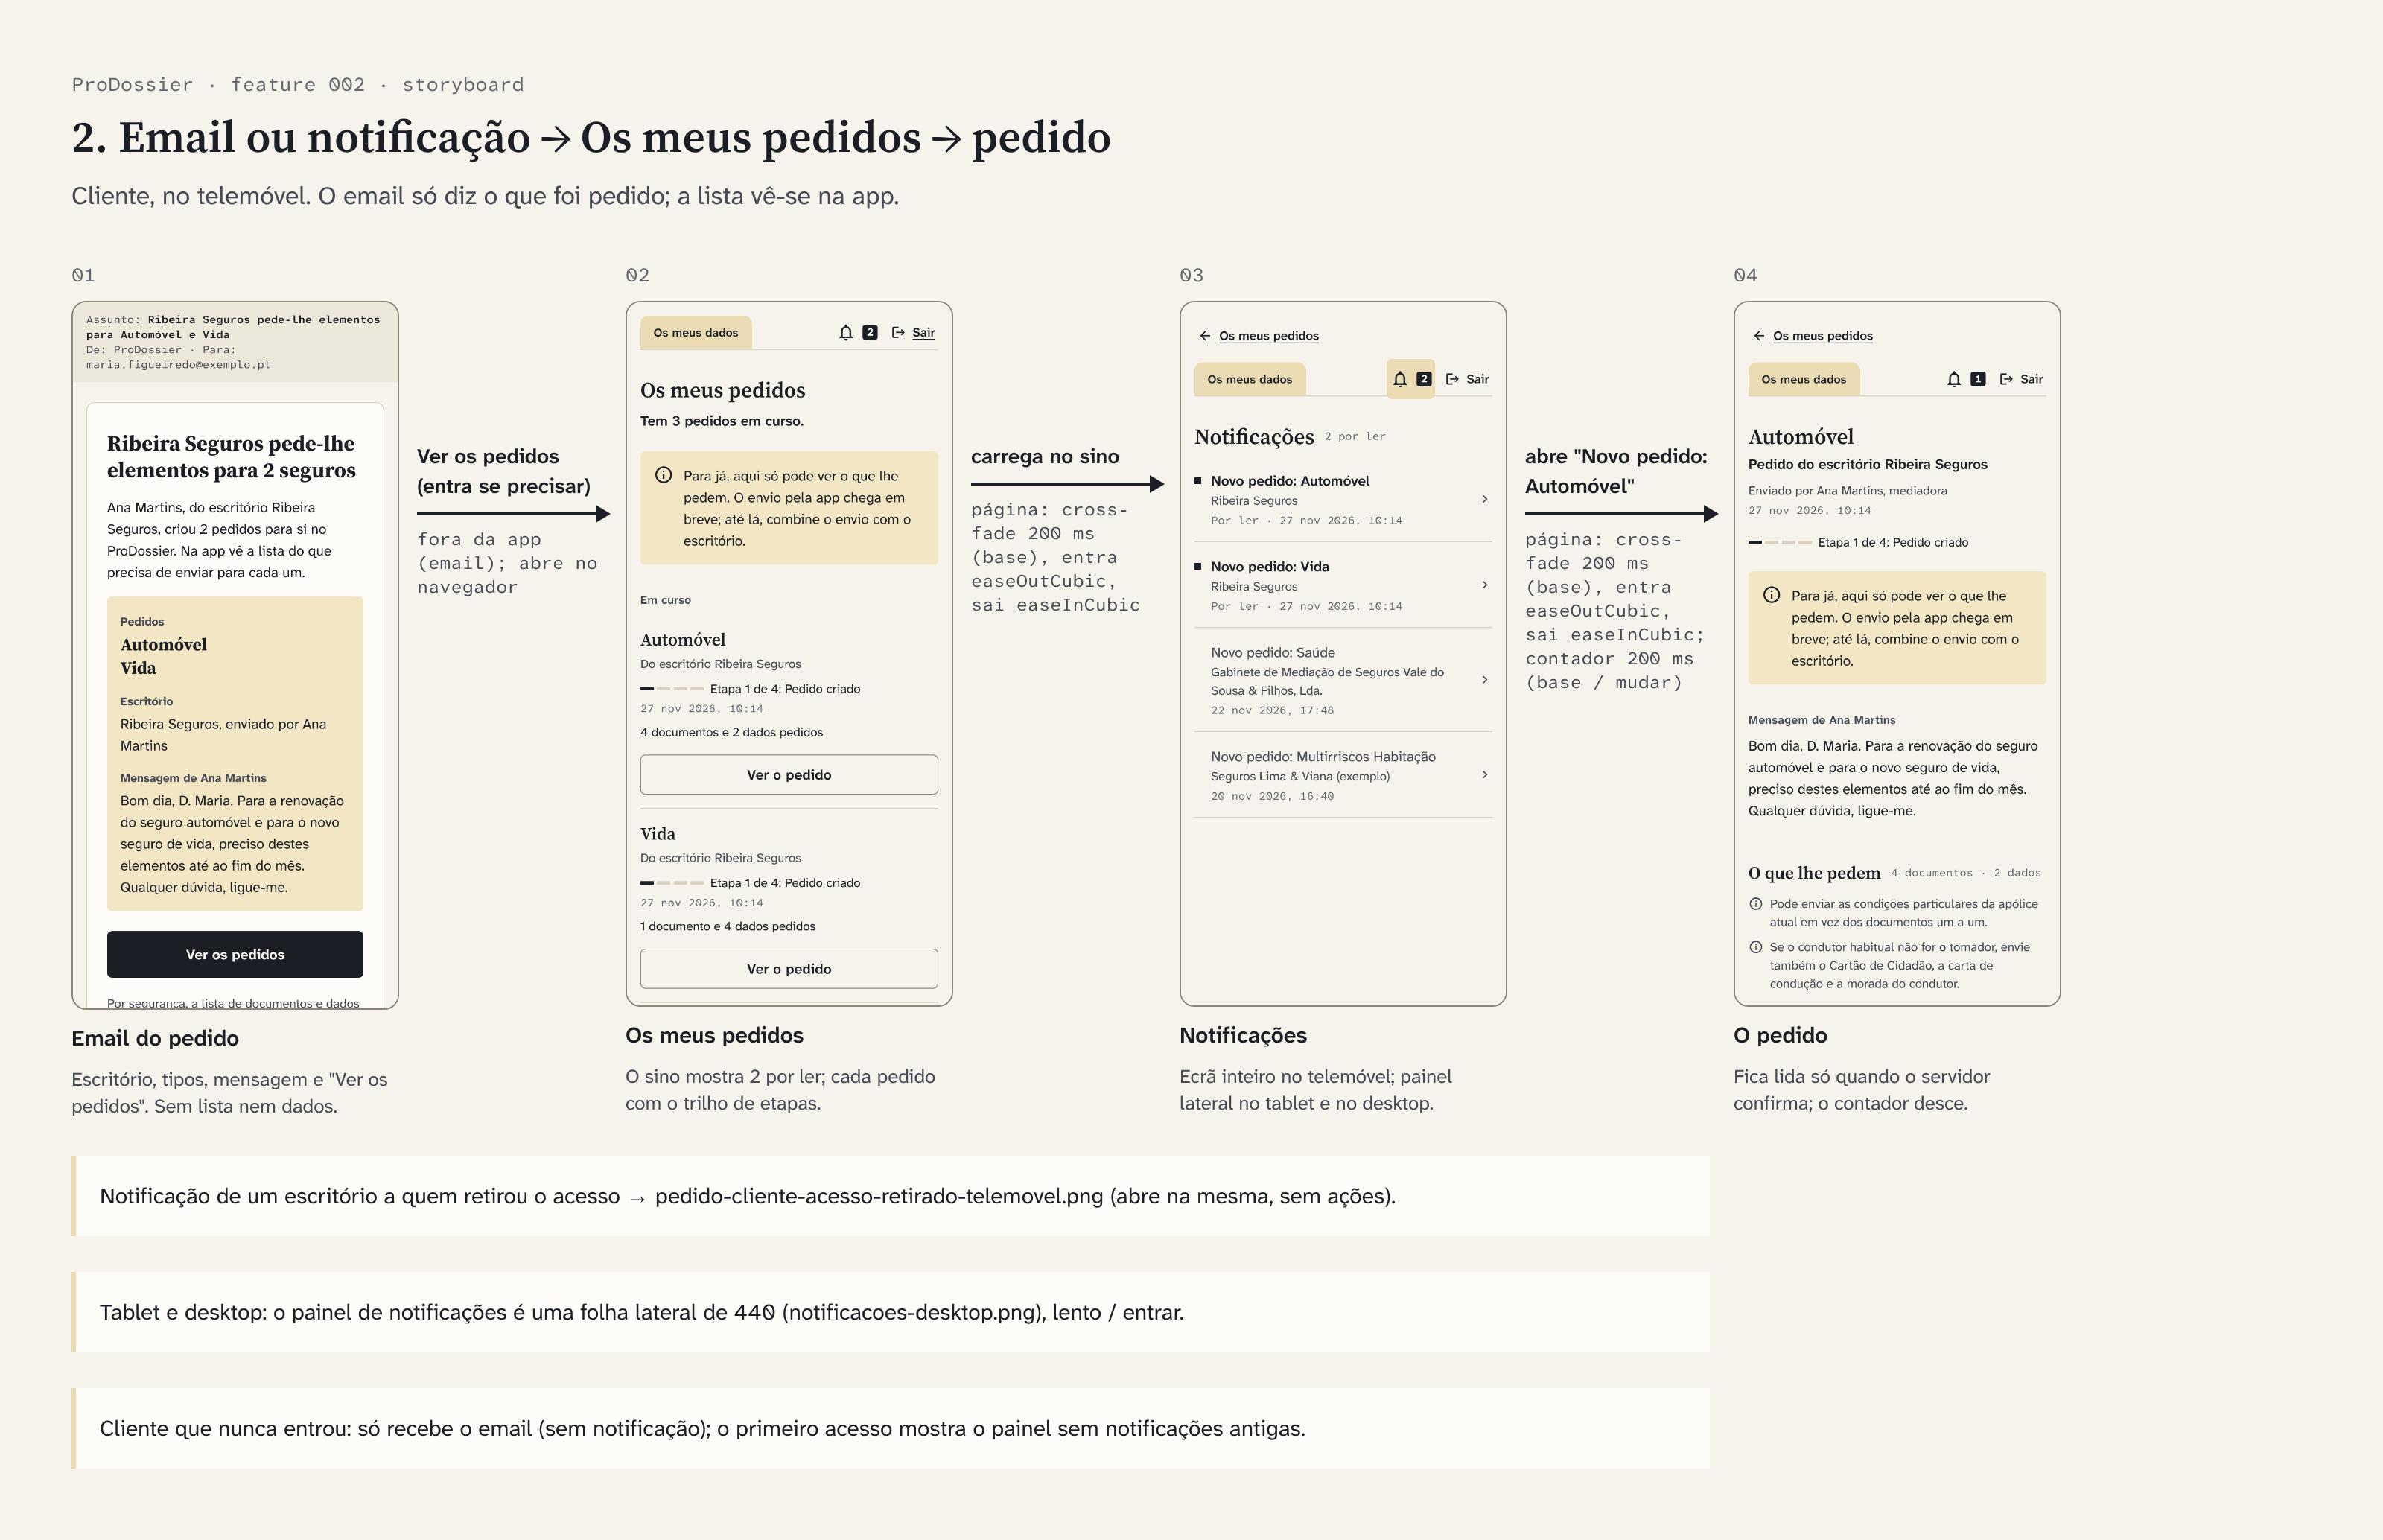 ProDossier · feature 002 · storyboard
2. Email ou notificação → Os meus pedidos → pedido
Cliente, no telemóvel. O email só diz o que foi pedido; a lista vê-se na app.
01
Assunto: Ribeira Seguros pede-lhe elementos
para Automóvel e Vida
De: ProDossier · Para:
maria.figueiredo@exemplo.pt
Ribeira Seguros pede-lhe
elementos para 2 seguros
Ana Martins, do escritório Ribeira
Seguros, criou 2 pedidos para si no
ProDossier. Na app vê a lista do que
precisa de enviar para cada um.
Pedidos
Automóvel
Vida
Escritório
Ribeira Seguros, enviado por Ana
Martins
Mensagem de Ana Martins
Bom dia, D. Maria. Para a renovação
do seguro automóvel e para o novo
seguro de vida, preciso destes
elementos até ao fim do mês.
Qualquer dúvida, ligue-me.
Ver os pedidos
Por segurança, a lista de documentos e dados
Email do pedido
Escritório, tipos, mensagem e "Ver os
pedidos". Sem lista nem dados.
Ver os pedidos
(entra se precisar)
fora da app
(email); abre no
navegador
02
Os meus dados
2
Sair
Os meus pedidos
Tem 3 pedidos em curso.
Para já, aqui só pode ver o que lhe
pedem. O envio pela app chega em
breve; até lá, combine o envio com o
escritório.
Em curso
Automóvel
Do escritório Ribeira Seguros
Etapa 1 de 4: Pedido criado
27 nov 2026, 10:14
4 documentos e 2 dados pedidos
Ver o pedido
Vida
Do escritório Ribeira Seguros
Etapa 1 de 4: Pedido criado
27 nov 2026, 10:14
1 documento e 4 dados pedidos
Ver o pedido
Os meus pedidos
O sino mostra 2 por ler; cada pedido
com o trilho de etapas.
carrega no sino
página: cross-
fade 200 ms
(base), entra
easeOutCubic,
sai easeInCubic
03
← Os meus pedidos
Os meus dados
2
Sair
Notificações 2 por ler
Novo pedido: Automóvel
Ribeira Seguros
Por ler · 27 nov 2026, 10:14
Novo pedido: Vida
Ribeira Seguros
Por ler · 27 nov 2026, 10:14
Novo pedido: Saúde
Gabinete de Mediação de Seguros Vale do
Sousa & Filhos, Lda.
22 nov 2026, 17:48
Novo pedido: Multirriscos Habitação
Seguros Lima & Viana (exemplo)
20 nov 2026, 16:40
Notificações
Ecrã inteiro no telemóvel; painel
lateral no tablet e no desktop.
abre "Novo pedido:
Automóvel"
página: cross-
fade 200 ms
(base), entra
easeOutCubic,
sai easeInCubic;
contador 200 ms
(base / mudar)
04
← Os meus pedidos
Os meus dados
1
Sair
Automóvel
Pedido do escritório Ribeira Seguros
Enviado por Ana Martins, mediadora
27 nov 2026, 10:14
Etapa 1 de 4: Pedido criado
Para já, aqui só pode ver o que lhe
pedem. O envio pela app chega em
breve; até lá, combine o envio com o
escritório.
Mensagem de Ana Martins
Bom dia, D. Maria. Para a renovação do seguro
automóvel e para o novo seguro de vida,
preciso destes elementos até ao fim do mês.
Qualquer dúvida, ligue-me.
O que lhe pedem 4 documentos · 2 dados
Pode enviar as condições particulares da apólice
atual em vez dos documentos um a um.
Se o condutor habitual não for o tomador, envie
também o Cartão de Cidadão, a carta de
condução e a morada do condutor.
O pedido
Fica lida só quando o servidor
confirma; o contador desce.
Notificação de um escritório a quem retirou o acesso → pedido-cliente-acesso-retirado-telemovel.png (abre na mesma, sem ações).
Tablet e desktop: o painel de notificações é uma folha lateral de 440 (notificacoes-desktop.png), lento / entrar.
Cliente que nunca entrou: só recebe o email (sem notificação); o primeiro acesso mostra o painel sem notificações antigas.